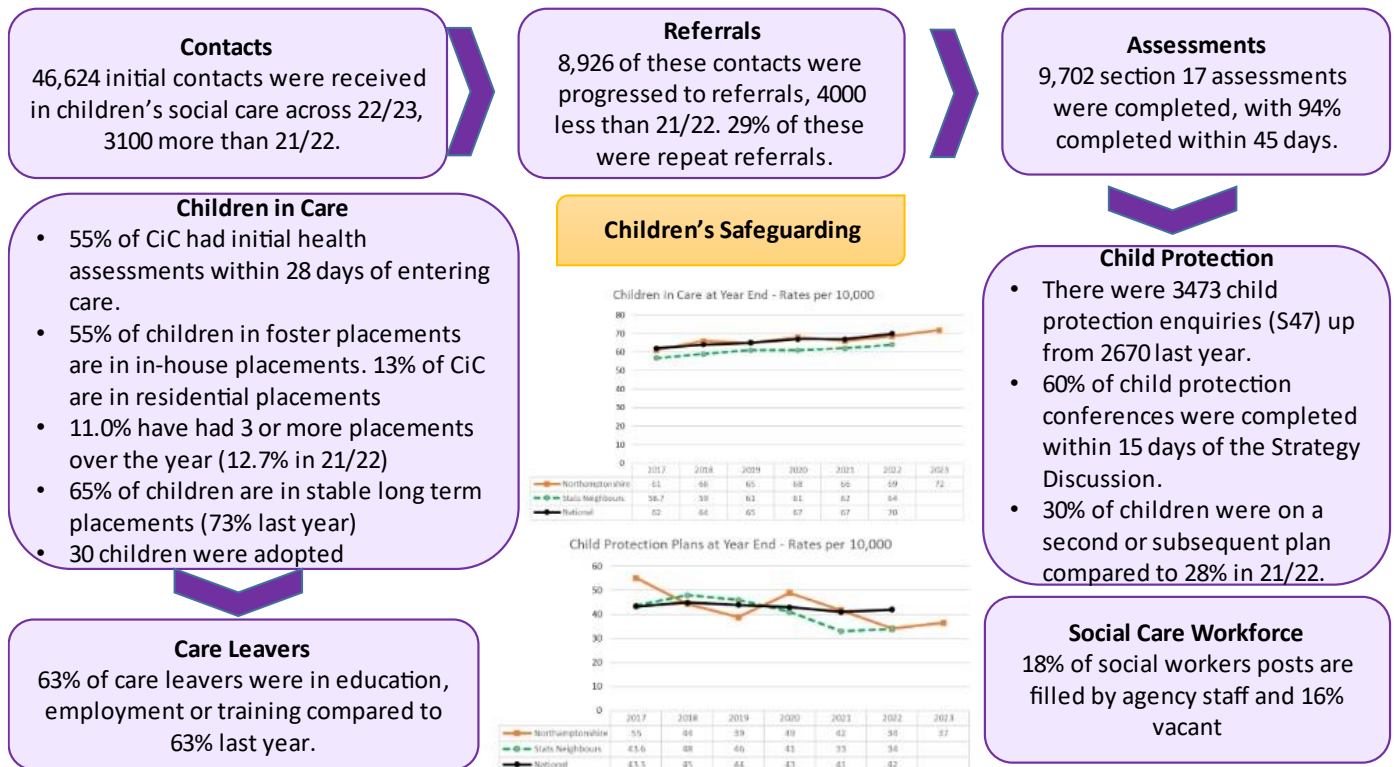 Contacts
46,624 initial contacts were received
in children's social care across 22/23,
3100 more than 21/22.
Referrals
8,926 of these contacts were
progressed to referrals, 4000
less than 21/22. 29% of these
were repeat referrals.
Assessments
9,702 section 17 assessments
were completed, with 94%
completed within 45 days.
Children in Care
• 55% of CiC had initial health
assessments within 28 days of entering
care.
• 55% of children in foster placements
are in in-house placements. 13% of CiC
are in residential placements
• 11.0% have had 3 or more placements
over the year (12.7% in 21/22)
• 65% of children are in stable long term
placements (73% last year)
• 30 children were adopted
Children's Safeguarding
Children In Care at Year End - Rates per 10,000
80
70
60
50
40
30
20
10
0
2017 2018 2019 2020 2021 2022 2023
Northamptonshire 61 66 65 68 66 69 72
Stats Neighbours 56.7 59 61 61 62 64
National 62 64 65 67 67 70
Child Protection Plans at Year End - Rates per 10,000
60
50
40
30
20
10
0
2017 2018 2019 2020 2021 2022 2023
Northamptonshire 55 44 39 49 42 34 37
Stats Neighbours 43.6 48 46 41 33 34
National 43.5 45 44 43 41 42
Child Protection
• There were 3473 child
protection enquiries (S47) up
from 2670 last year.
• 60% of child protection
conferences were completed
within 15 days of the Strategy
Discussion.
• 30% of children were on a
second or subsequent plan
compared to 28% in 21/22.
Care Leavers
63% of care leavers were in education,
employment or training compared to
63% last year.
Social Care Workforce
18% of social workers posts are
filled by agency staff and 16%
vacant